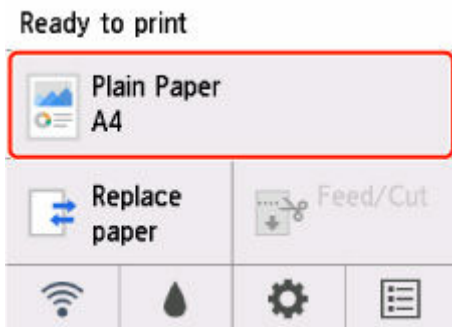 Ready to print
Plain Paper
A4
Replace
paper
Feed/Cut